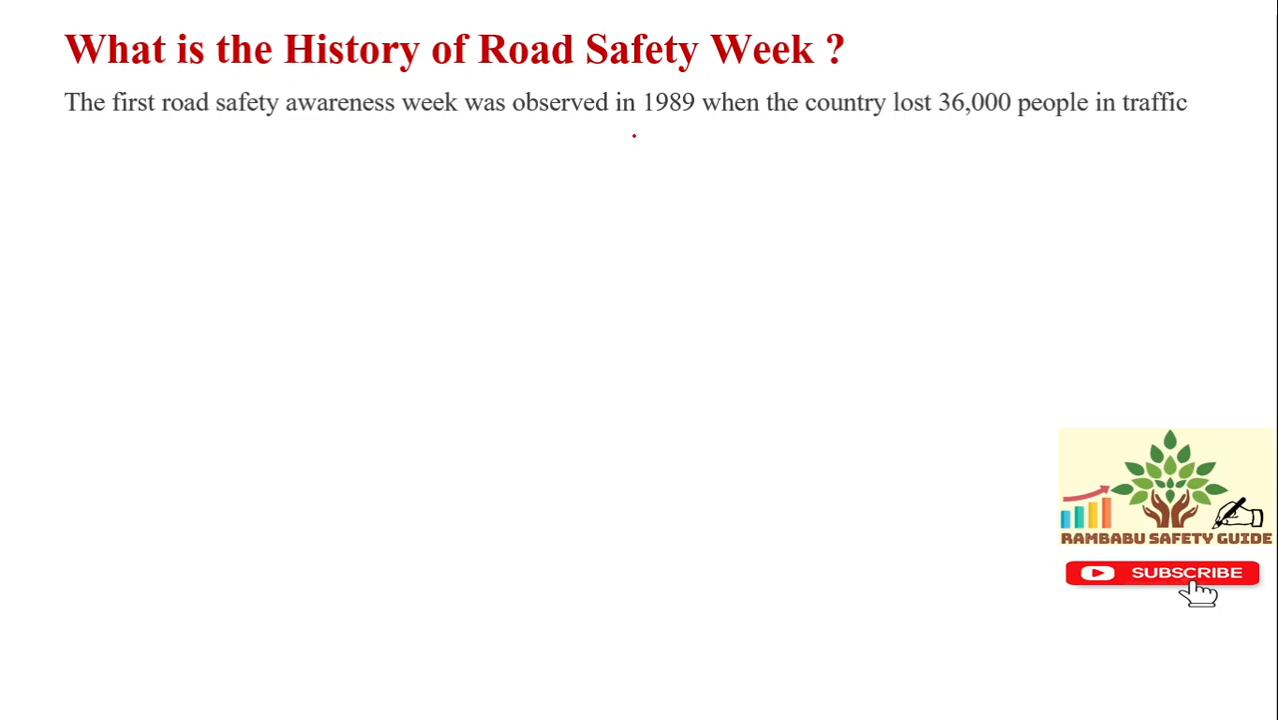 What is the History of Road Safety Week ?
The first road safety awareness week was observed in 1989 when the country lost 36,000 people in traffic
RAMBABU SAFETY GUIDE
SUBSCRIBE